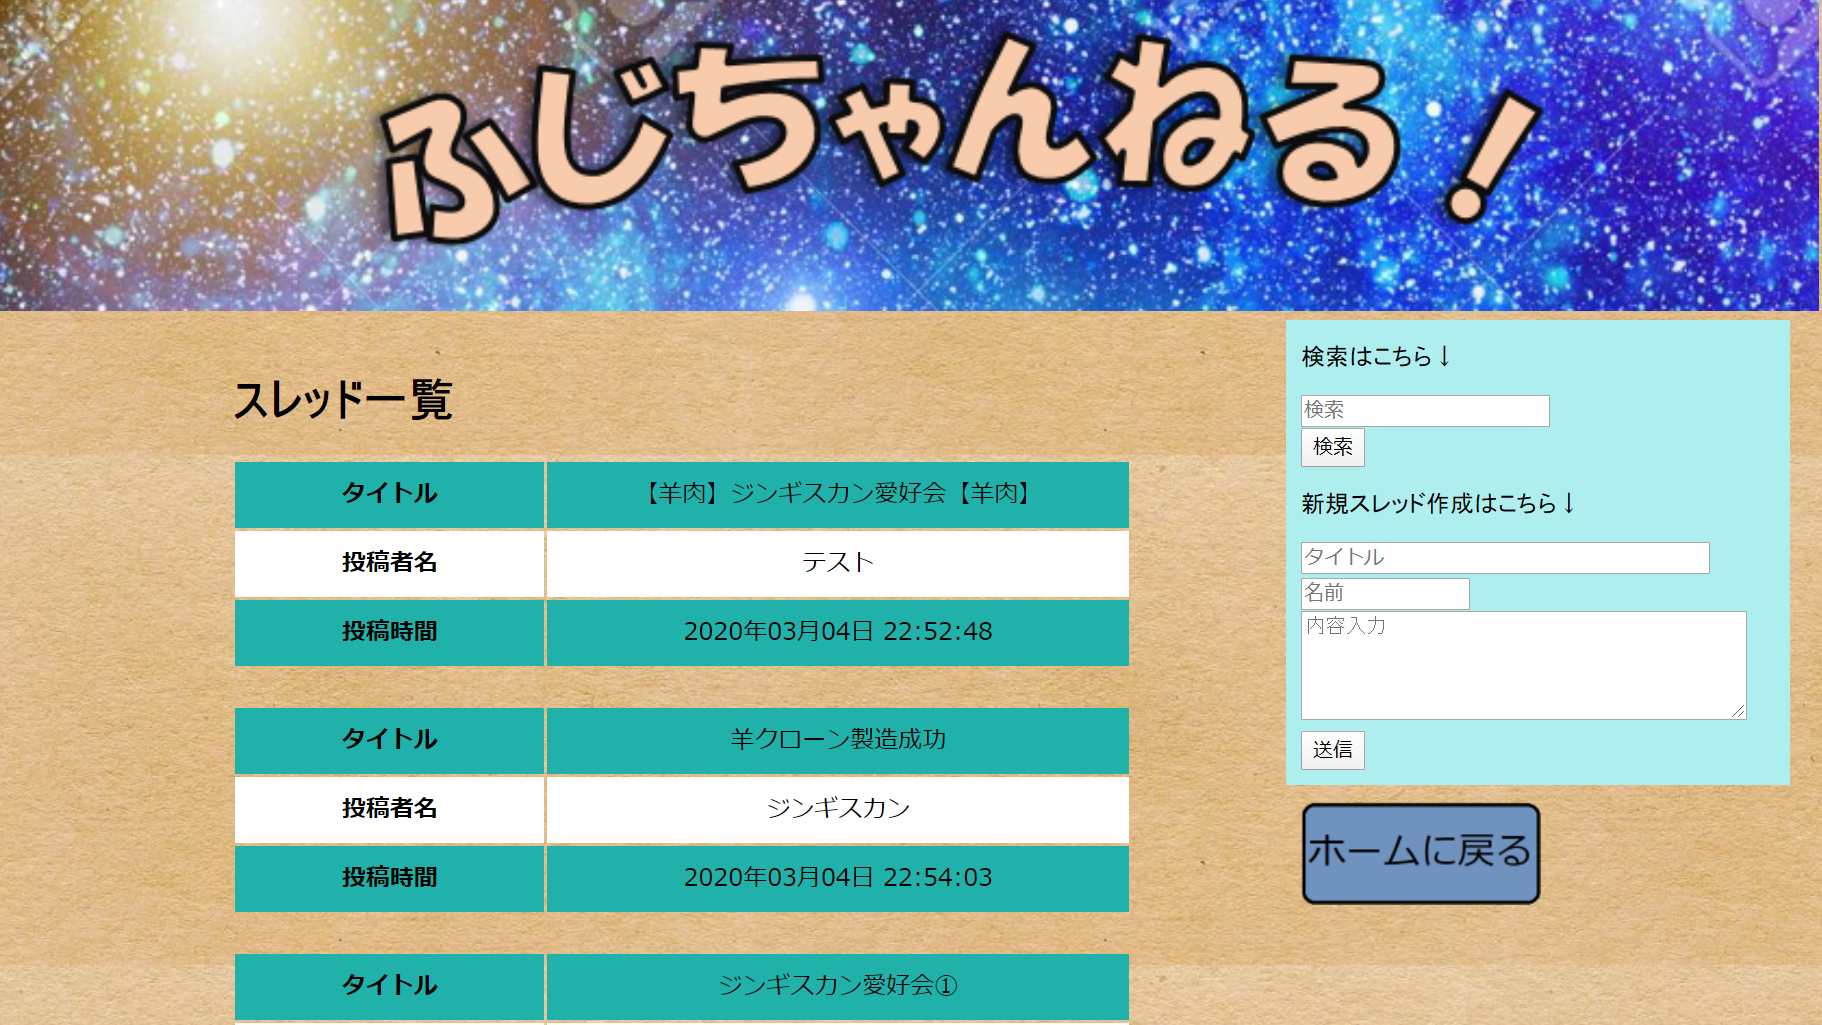 ふじちゃんねる！
スレッド一覧
タイトル 【羊肉】ジンギスカン愛好会【羊肉】
投稿者名 テスト
投稿時間 2020年03月04日 22:52:48
タイトル 羊クローン製造成功
投稿者名 ジンギスカン
投稿時間 2020年03月04日 22:54:03
タイトル ジンギスカン愛好会①
検索はこちら↓
検索
検索
新規スレッド作成はこちら↓
タイトル
名前
内容入力
送信
ホームに戻る